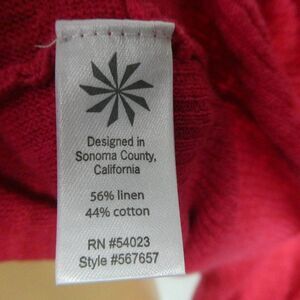 Designed in
Sonoma County,
California
56% linen
44% cotton
RN #54023
Style #567657